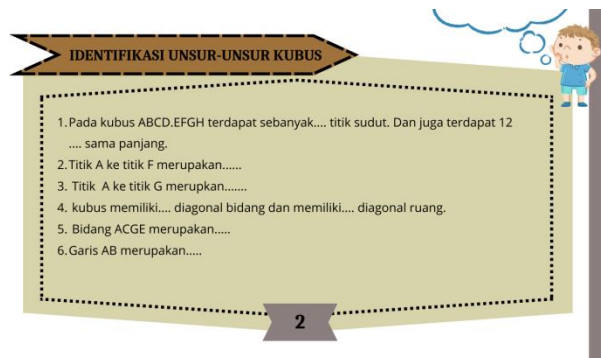 IDENTIFIKASI UNSUR-UNSUR KUBUS
1.Pada kubus ABCD.EFGH terdapat sebanyak.... titik sudut. Dan juga terdapat 12
.... sama panjang.
2.Titik A ke titik F merupakan......
3. Titik A ke titik G merupkan.......
4. kubus memiliki.... diagonal bidang dan memiliki.... diagonal ruang.
5. Bidang ACGE merupakan.....
6.Garis AB merupakan.....
2